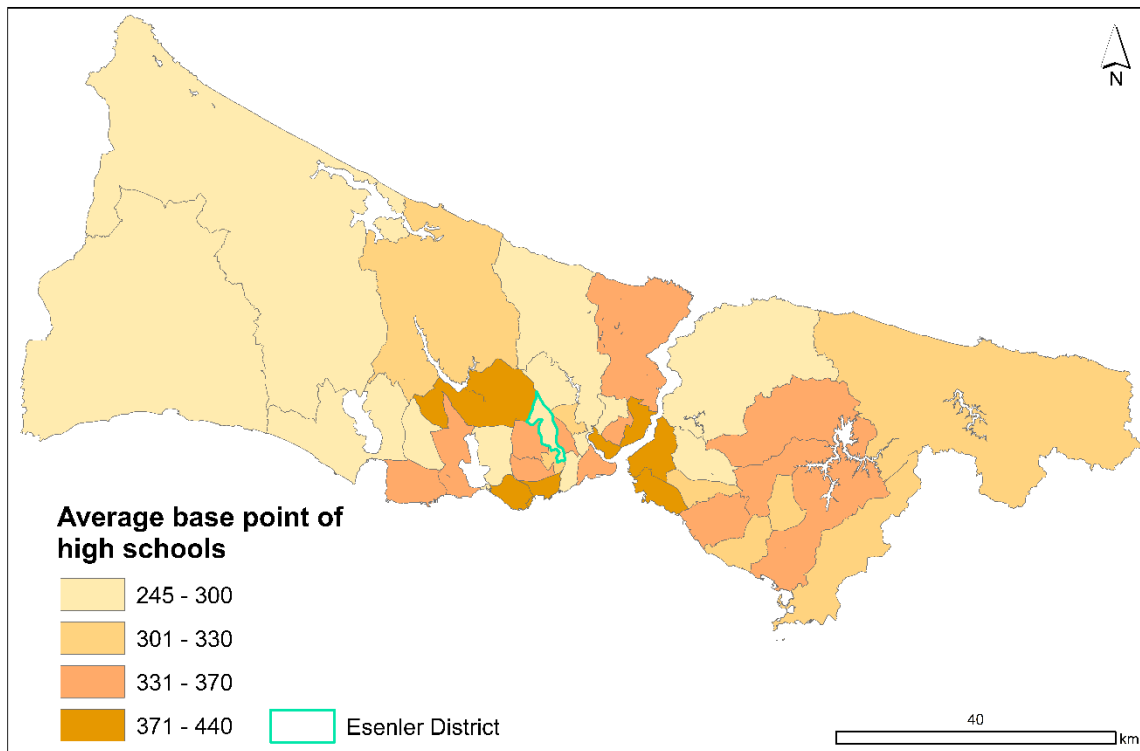 N
Average base point of
high schools
245 - 300
301 - 330
331 - 370
371 - 440
Esenler District
40
km